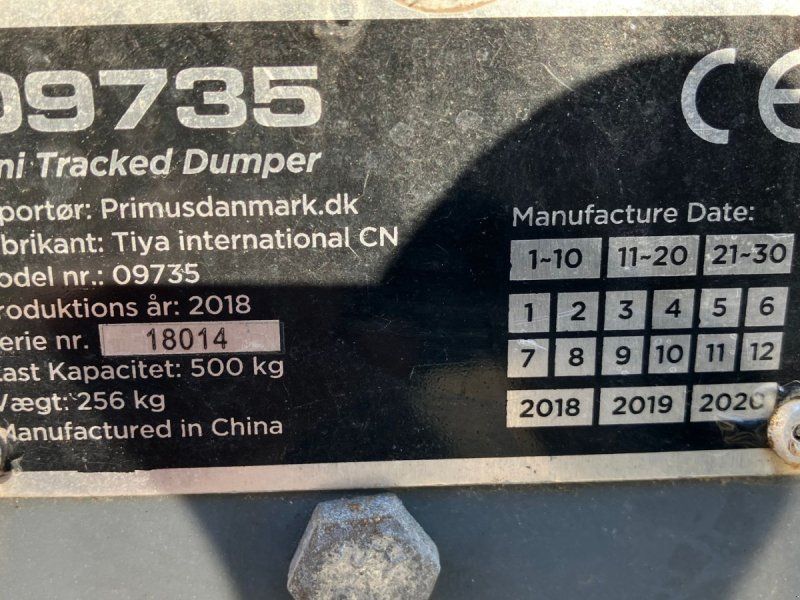 09735
CE
ni Tracked Dumper
portør: Primusdanmark.dk
brikant: Tiya international CN
odel nr.: 09735
roduktions år: 2018
erie nr. 18014
Last Kapacitet: 500 kg
Vægt: 256 kg
Manufactured in China
Manufacture Date:
1~10 11~20 21~30
1 2 3 4 5 6
7 8 9 10 11 12
2018 2019 2020